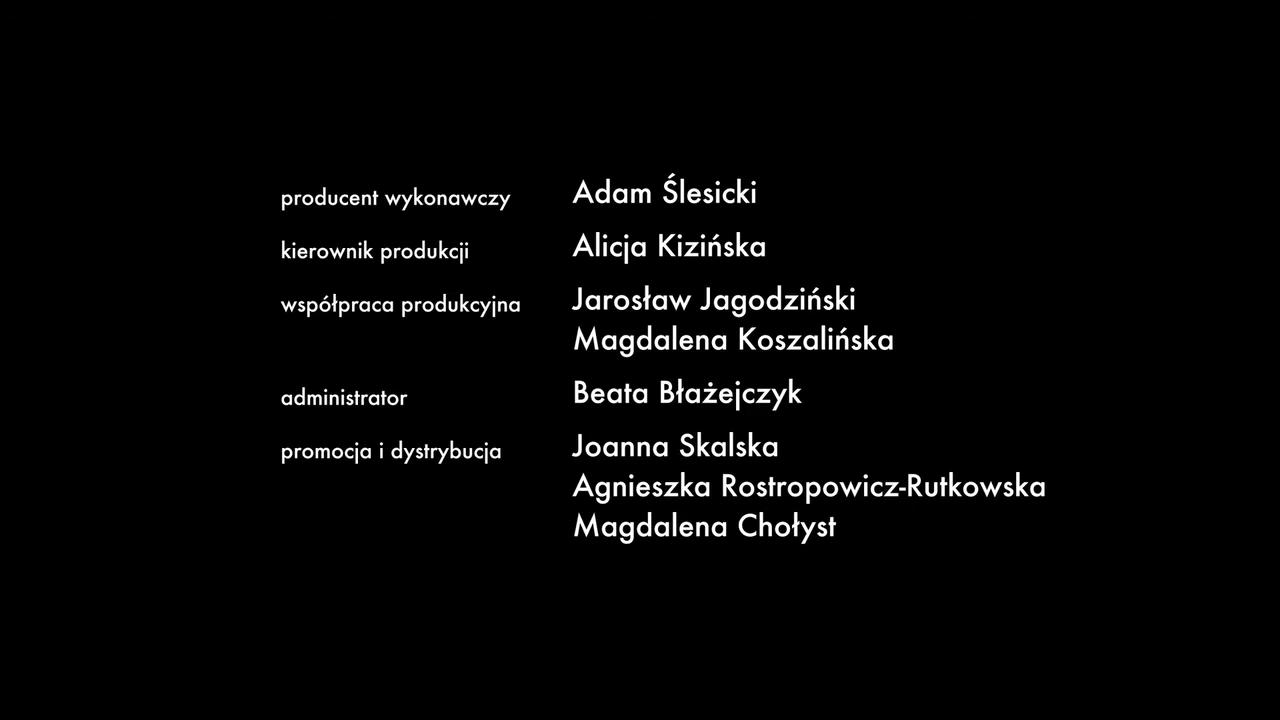 producent wykonawczy Adam Ślesicki
kierownik produkcji Alicja Kizińska
współpraca produkcyjna Jarosław Jagodziński
Magdalena Koszalińska
administrator Beata Błażejczyk
promocja i dystrybucja Joanna Skalska
Agnieszka Rostropowicz-Rutkowska
Magdalena Chołyst